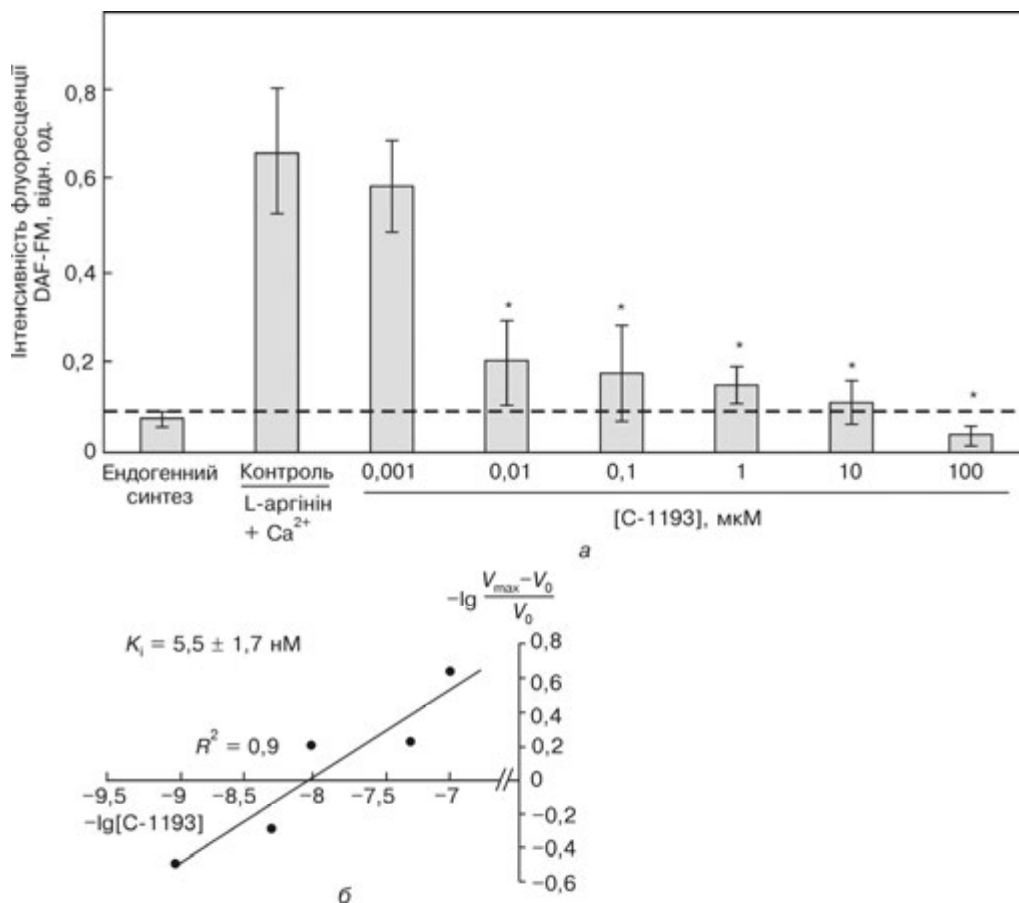 Інтенсивність флуоресценції
DAF-FM, відн. од.
0,8
0,6
0,4
0,2
0
*
*
*
*
*
Ендогенний
синтез
Контроль
L-аргінін
+ Ca²⁺
0,001
0,01
0,1
1
10
100
[C-1193], мкМ
а
−lg (Vmax−V0)/V0
Ki = 5,5 ± 1,7 нМ
R² = 0,9
0,8
0,6
0,4
0,2
0
−0,2
−0,4
−0,6
−9,5
−9
−8,5
−8
−7,5
−7
−lg[C-1193]
б